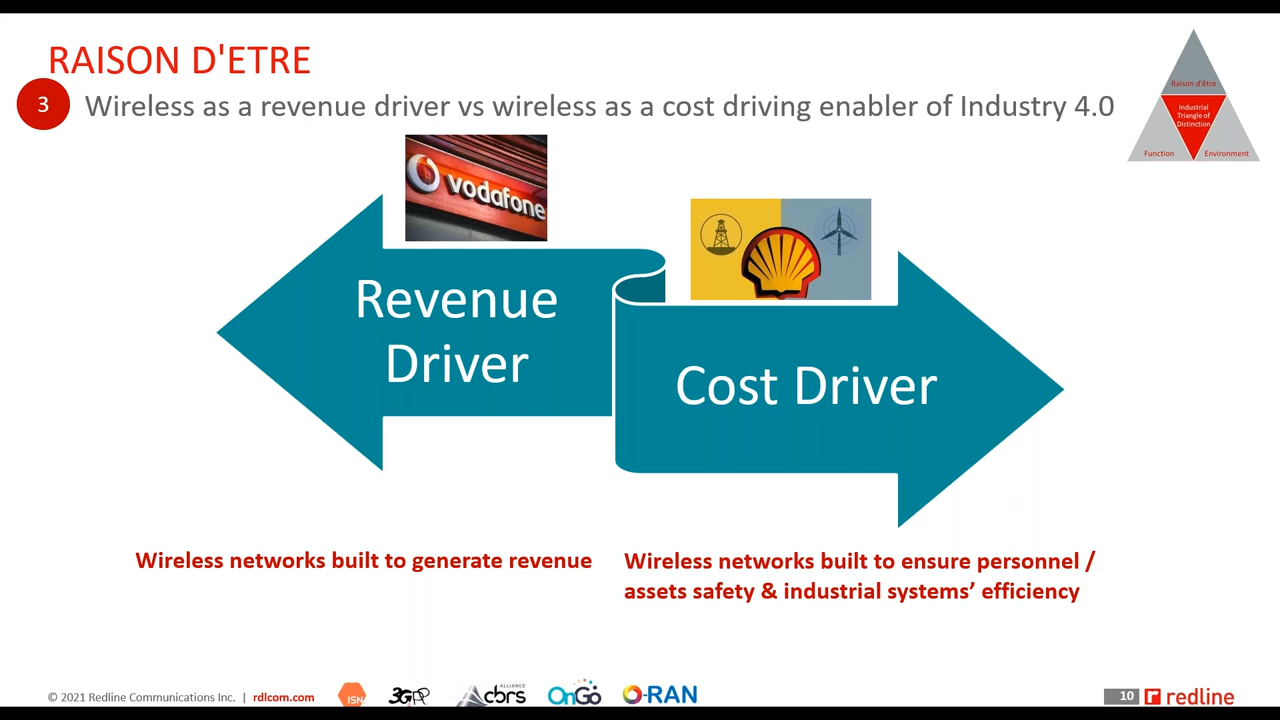 RAISON D'ETRE
3
Wireless as a revenue driver vs wireless as a cost driving enabler of Industry 4.0
Raison d'être
Industrial
Triangle of
Distinction
Function
Environment
vodafone
Revenue
Driver
Cost Driver
Wireless networks built to generate revenue
Wireless networks built to ensure personnel /
assets safety & industrial systems’ efficiency
© 2021 Redline Communications Inc. | rdlcom.com
ISN
3GPP
cbrs
ALLIANCE
OnGo
O-RAN
10
redline